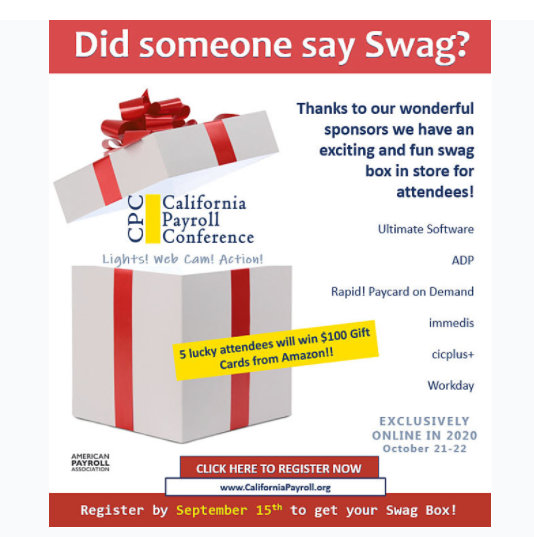 Did someone say Swag?
Thanks to our wonderful
sponsors we have an
exciting and fun swag
box in store for
attendees!
CPC
California
Payroll
Conference
Lights! Web Cam! Action!
Ultimate Software
ADP
Rapid! Paycard on Demand
immedis
cicplus+
Workday
5 lucky attendees will win $100 Gift
Cards from Amazon!!
EXCLUSIVELY
ONLINE IN 2020
October 21-22
AMERICAN
PAYROLL
ASSOCIATION
CLICK HERE TO REGISTER NOW
www.CaliforniaPayroll.org
Register by September 15th to get your Swag Box!